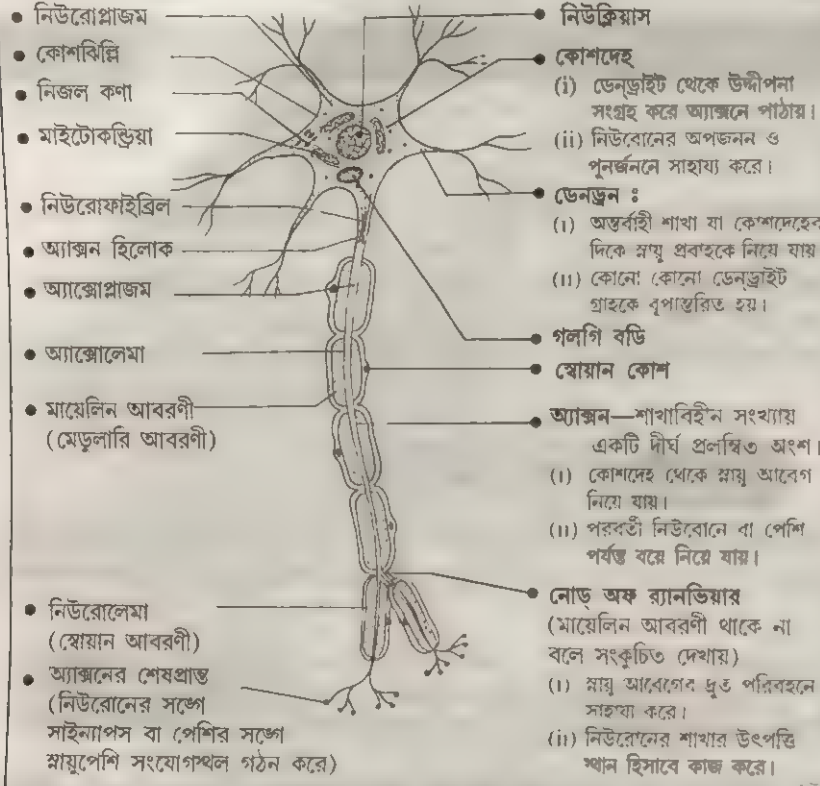 নিউরোপ্লাজম
কোশঝিল্লি
নিজল কণা
মাইটোকন্ড্রিয়া
নিউরোফাইব্রিল
অ্যাক্সন হিলোক
অ্যাক্সোপ্লাজম
অ্যাক্সোলেমা
মায়েলিন আবরণী
(মেডুলারি আবরণী)
নিউরোলেমা
(স্বোয়ান আবরণী)
অ্যাক্সনের শেষপ্রান্ত
(নিউরোনের সঙ্গে
সাইন্যাপস বা পেশির সঙ্গে
স্নায়ুপেশি সংযোগস্থল গঠন করে)
নিউক্লিয়াস
কোশদেহ
(i) ডেনড্রাইট থেকে উদ্দীপনা
সংগ্রহ করে অ্যাক্সনে পাঠায়।
(ii) নিউরোনের অপজনন ও
পুনর্জননে সাহায্য করে।
ডেনড্রন :
(i) অন্তর্বাহী শাখা যা কোশদেহের
দিকে স্নায়ু প্রবাহকে নিয়ে যায়
(ii) কোনো কোনো ডেনড্রাইট
গ্রাহকে রূপান্তরিত হয়।
গলগি বডি
স্বোয়ান কোশ
অ্যাক্সন—শাখাবিহীন সংখ্যায়
একটি দীর্ঘ প্রলম্বিত অংশ।
(i) কোশদেহ থেকে স্নায়ু আবেগ
নিয়ে যায়।
(ii) পরবর্তী নিউরোনে বা পেশি
পর্যন্ত বয়ে নিয়ে যায়।
নোড্ অফ র‍্যানভিয়ার
(মায়েলিন আবরণী থাকে না
বলে সংকুচিত দেখায়)
(i) স্নায়ু আবেগের দ্রুত পরিবহনে
সাহায্য করে।
(ii) নিউরোনের শাখার উৎপত্তি
স্থান হিসাবে কাজ করে।